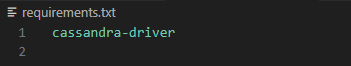 requirements.txt
1 cassandra-driver
2